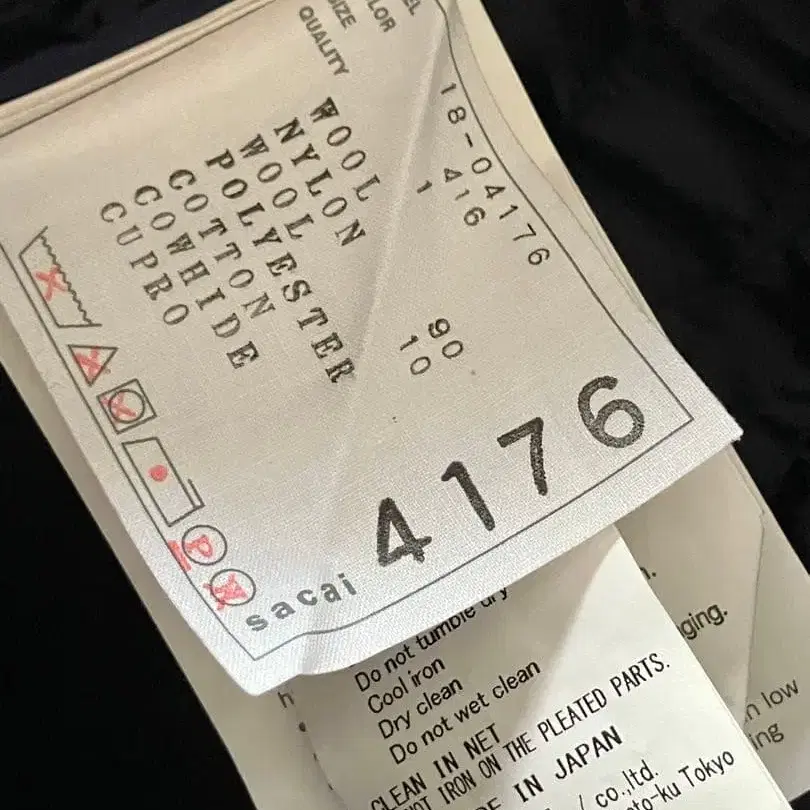 SIZE
QUALITY
18-04176
416
1
WOOL 90
NYLON 10
WOOL
POLYESTER
COTTON
COWHIDE
CUPRO
P
4176
sacai
Do not tumble dry
Cool iron
Dry clean
Do not wet clean
CLEAN IN NET
IRON ON THE PLEATED PARTS.
IN JAPAN
co.,ltd.
Tokyo
low